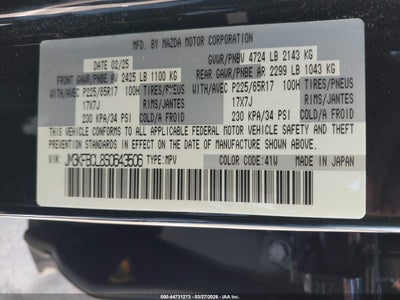 MFD. BY MAZDA MOTOR CORPORATION
DATE 02/25 GVWR/PNBV 4724 LB 2143 KG
FRONT GAWR/PNBE AV 2425 LB 1100 KG REAR GAWR/PNBE AR 2299 LB 1043 KG
WITH/AVEC P225/65R17 100H TIRES/PNEUS WITH/AVEC P225/65R17 100H TIRES/PNEUS
17X7J RIMS/JANTES 17X7J RIMS/JANTES
230 KPA/34 PSI COLD/A FROID 230 KPA/34 PSI COLD/A FROID
THIS VEHICLE CONFORMS TO ALL APPLICABLE FEDERAL MOTOR VEHICLE SAFETY,
BUMPER, AND THEFT PREVENTION STANDARDS IN EFFECT ON THE DATE OF
MANUFACTURE SHOWN ABOVE.
VIN: JM3KFBCL8S0643506 TYPE: MPV COLOR CODE: 41W MADE IN JAPAN
000-44731273 - 03/27/2026 - IAA Inc.